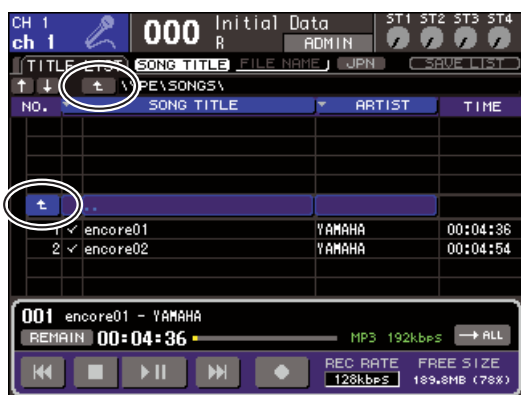 CH 1 Initial Data ST1 ST2 ST3 ST4
ch 1 000 R ADMIN
TITLE LIST SONG TITLE FILE NAME JPN SAVE LIST
\YPE\SONGS\
NO. SONG TITLE ARTIST TIME
..
1 ✓ encore01 YAMAHA 00:04:36
2 ✓ encore02 YAMAHA 00:04:54
001 encore01 - YAMAHA
REMAIN 00:04:36 MP3 192kbps → ALL
REC RATE FREE SIZE
128kbps 189.8MB (78%)